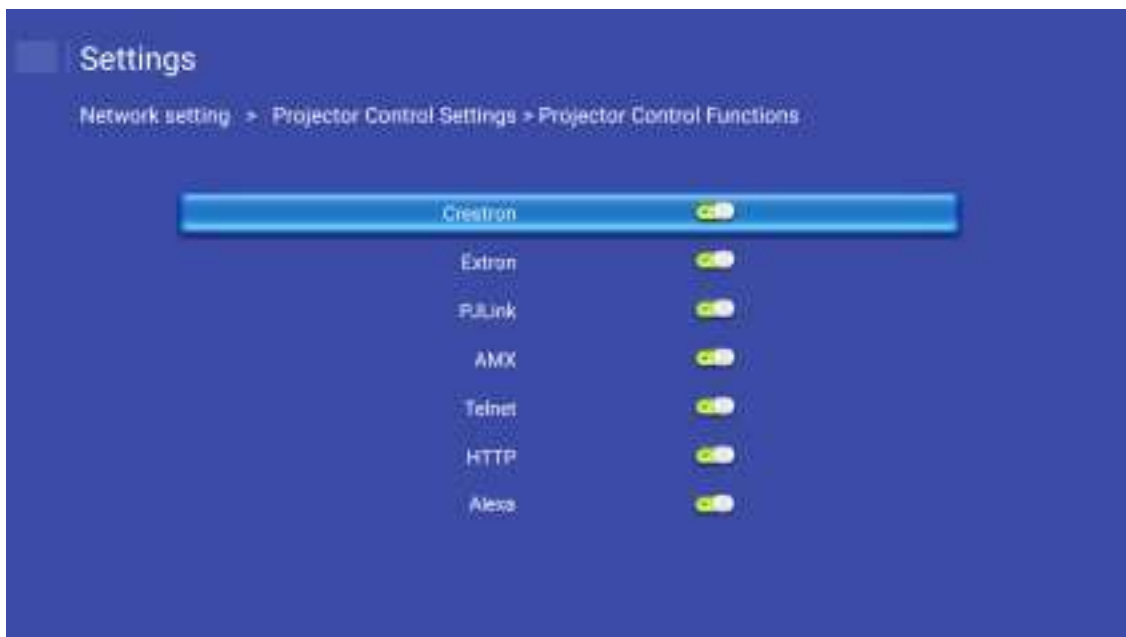 Settings
Network setting > Projector Control Settings > Projector Control Functions
Crestron
Extron
PJLink
AMX
Telnet
HTTP
Alexa